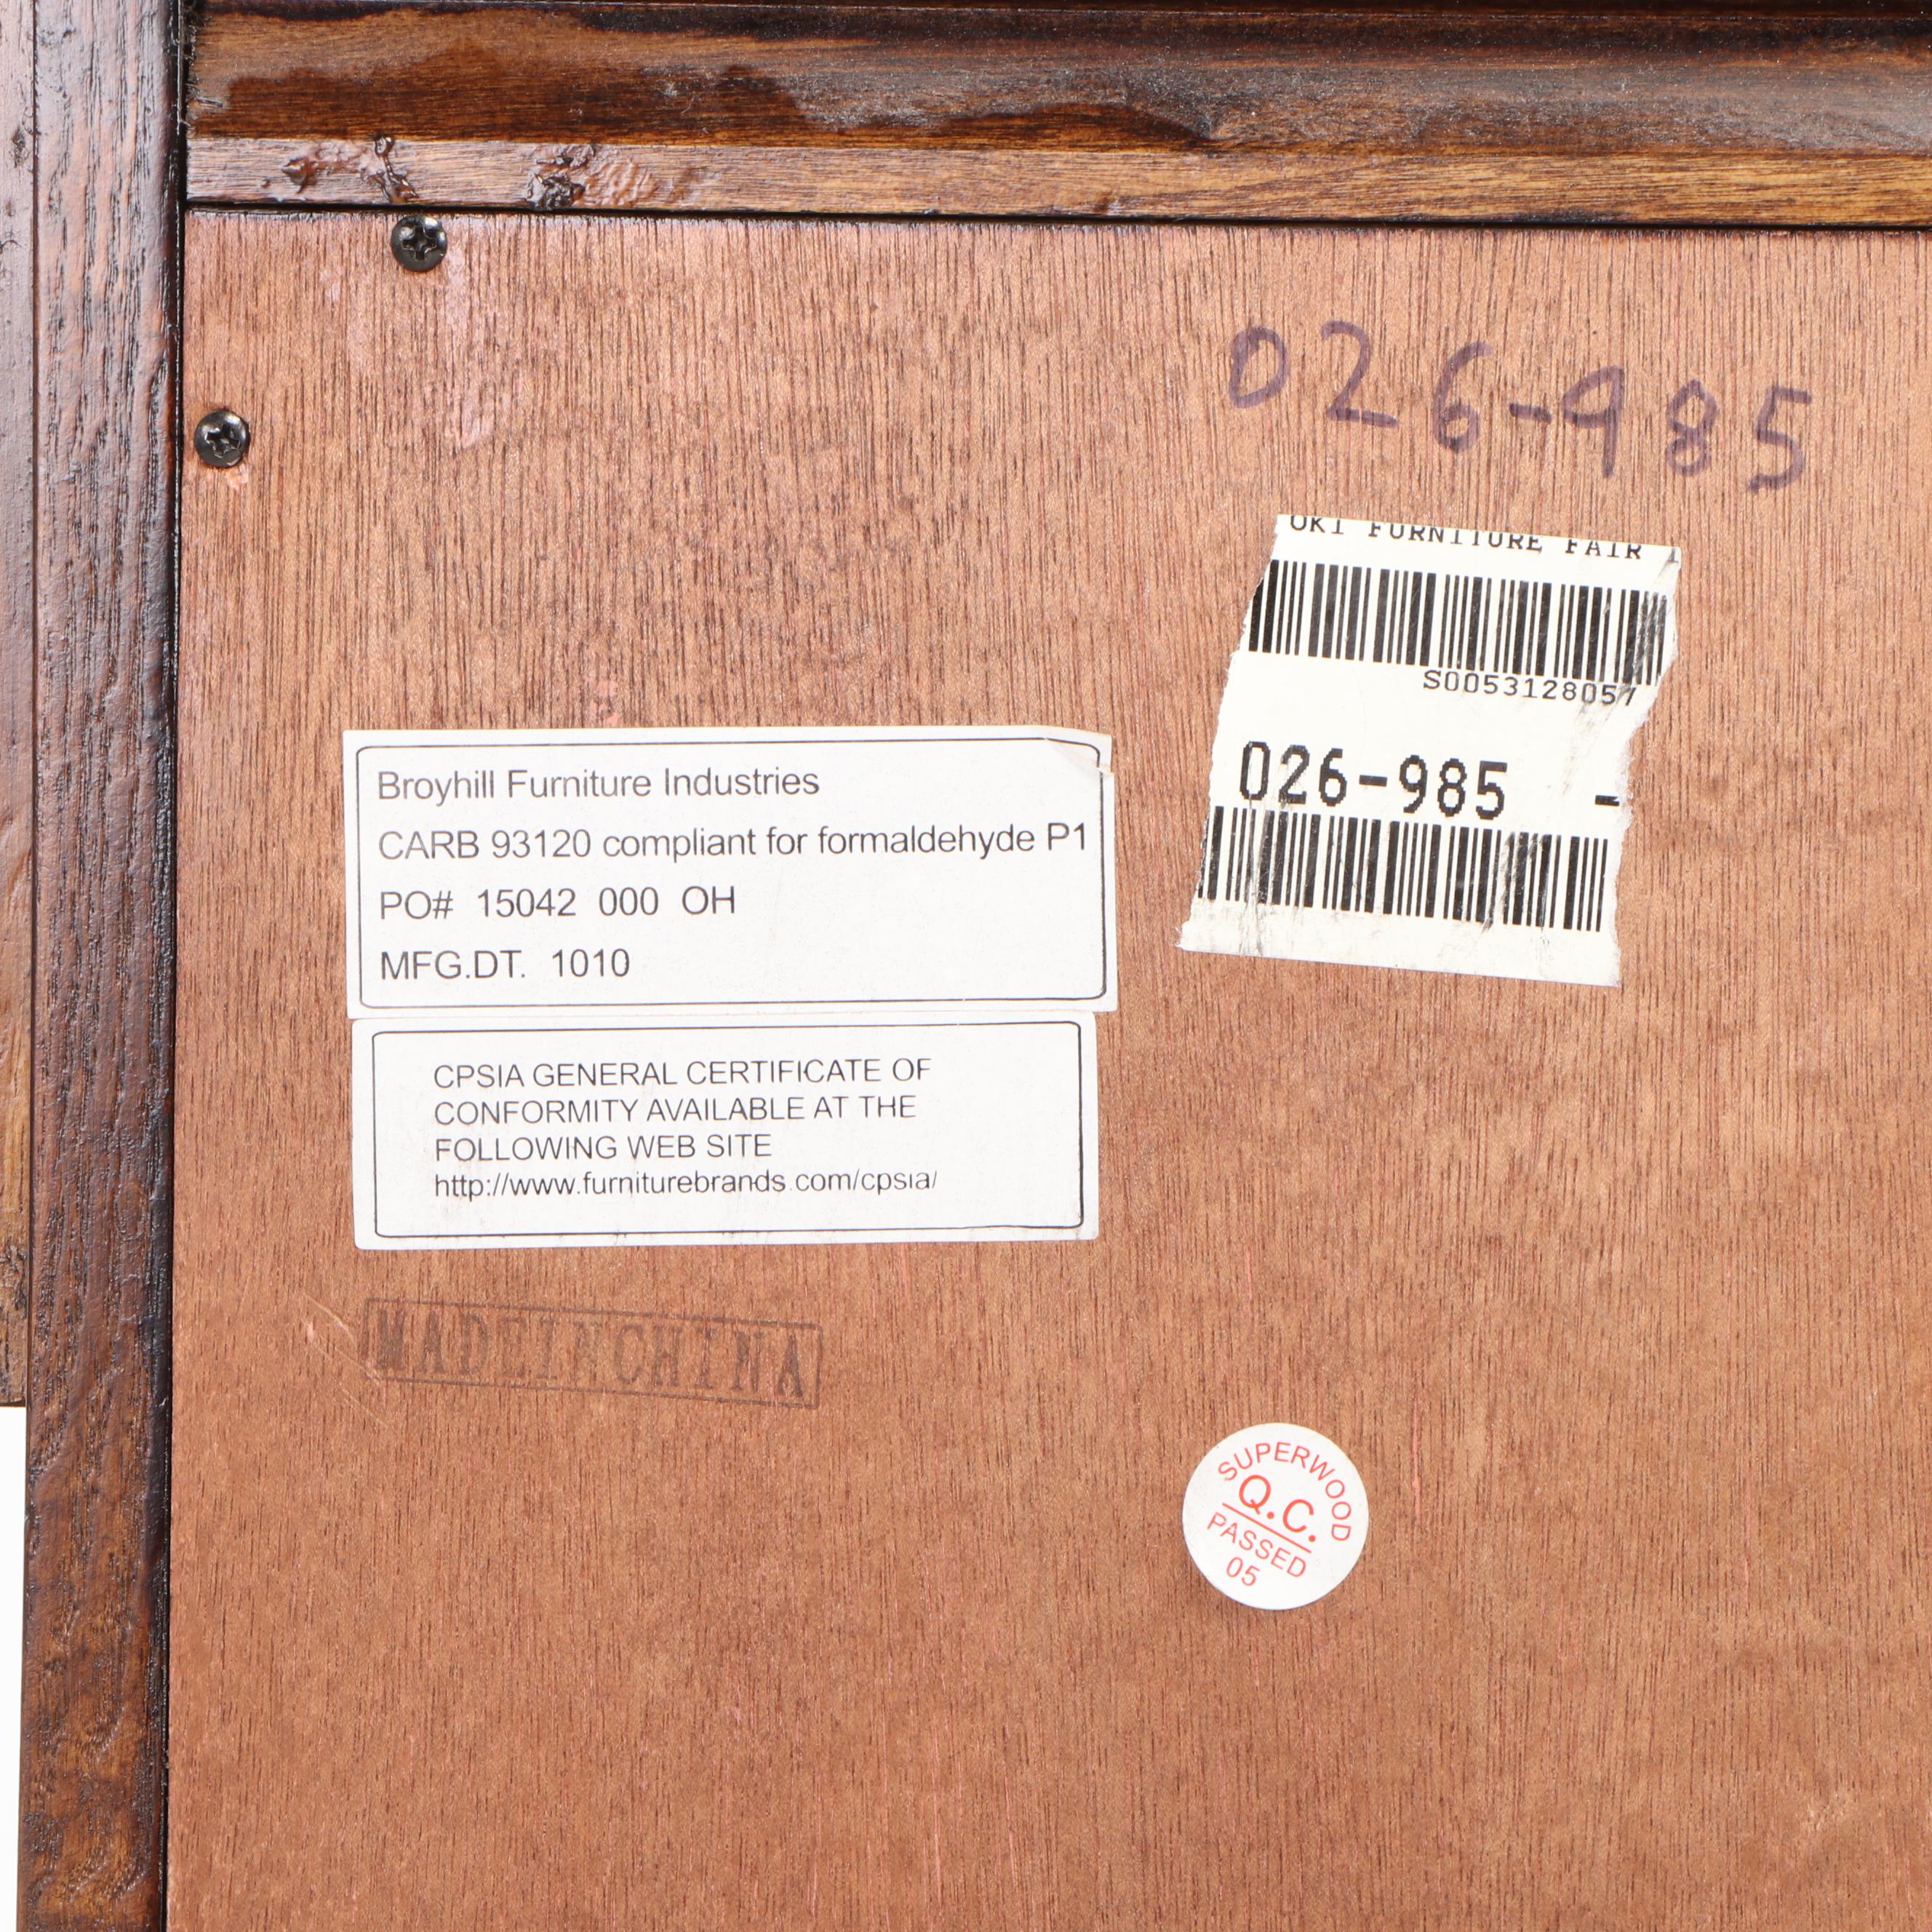 026-985
OKI FURNITURE FAIR
S0053128057
026-985 -
Broyhill Furniture Industries
CARB 93120 compliant for formaldehyde P1
PO# 15042 000 OH
MFG.DT. 1010
CPSIA GENERAL CERTIFICATE OF
CONFORMITY AVAILABLE AT THE
FOLLOWING WEB SITE
http://www.furniturebrands.com/cpsia/
MADEINCHINA
SUPERWOOD
Q.C.
PASSED
05